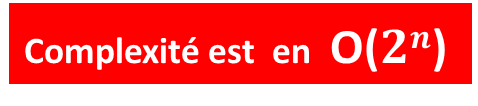 Complexité est en O(2ⁿ)